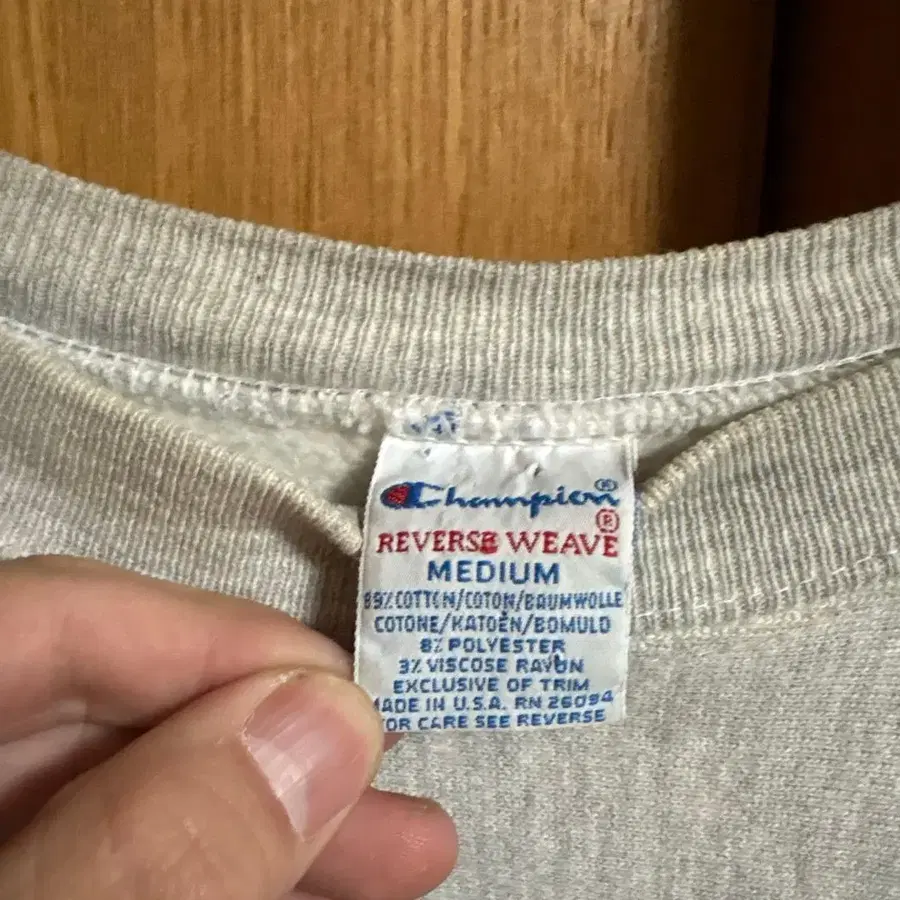 Champion®
®
REVERSE WEAVE
MEDIUM
89% COTTON/COTON/BAUMWOLLE
COTONE/KATOEN/BOMULD
8% POLYESTER
3% VISCOSE RAYON
EXCLUSIVE OF TRIM
MADE IN U.S.A. RN 26094
FOR CARE SEE REVERSE